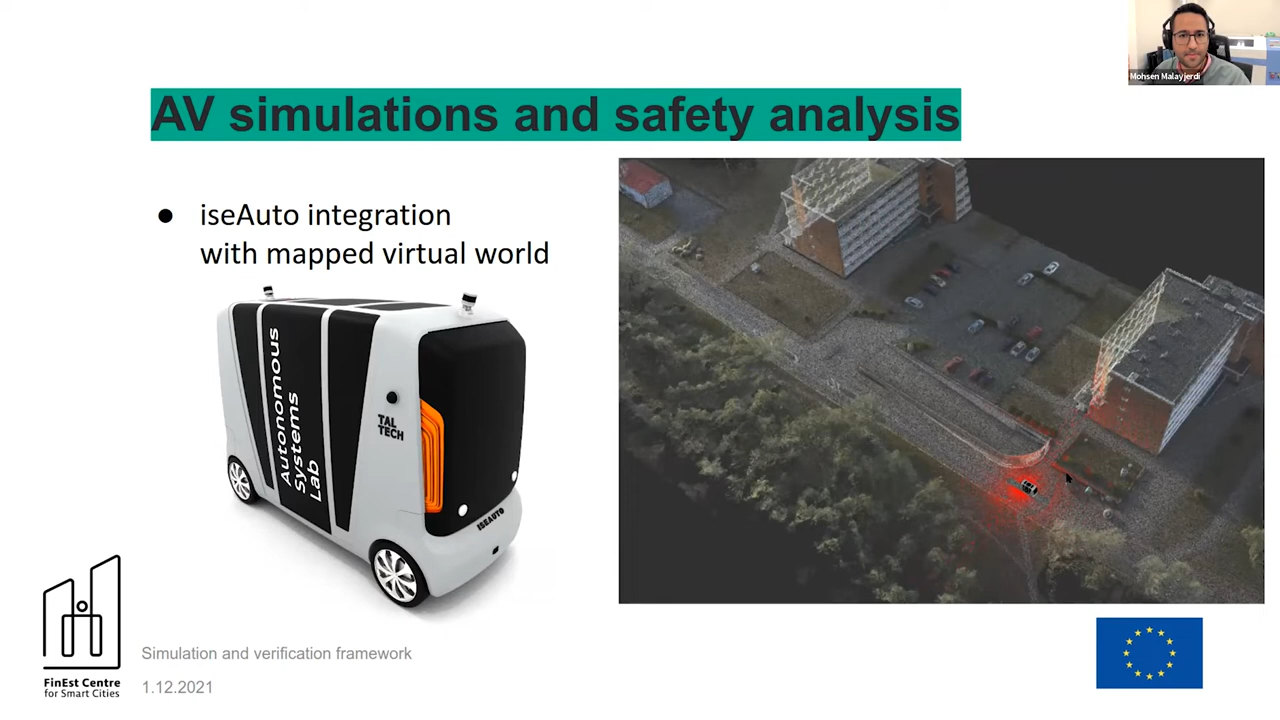 Mohsen Malayjerdi
AV simulations and safety analysis
● iseAuto integration
with mapped virtual world
Autonomous
Systems
Lab
TAL
TECH
ISEAUTO
FinEst Centre
for Smart Cities
Simulation and verification framework
1.12.2021